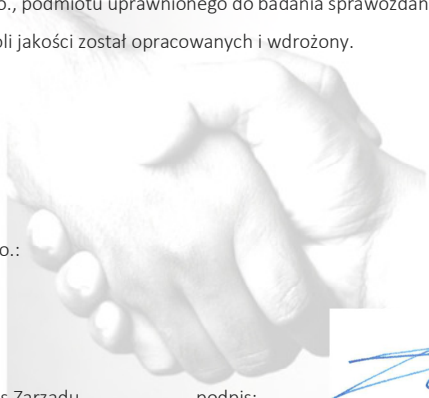 o., podmiotu uprawnionego do badania sprawozdań
oli jakości został opracowanych i wdrożony.
o.:
s Zarządu podpis: